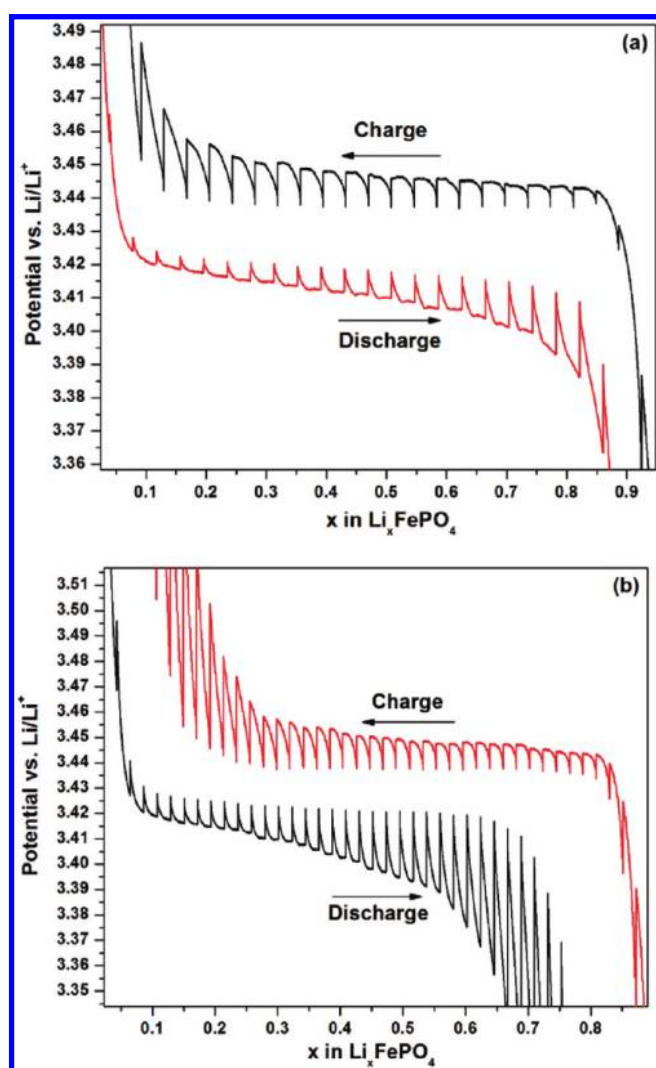 (a)
3.49
3.48
3.47
3.46
3.45
3.44
3.43
3.42
3.41
3.40
3.39
3.38
3.37
3.36
Potential vs. Li/Li⁺
Charge
Discharge
0.1 0.2 0.3 0.4 0.5 0.6 0.7 0.8 0.9
x in LiₓFePO₄
(b)
3.51
3.50
3.49
3.48
3.47
3.46
3.45
3.44
3.43
3.42
3.41
3.40
3.39
3.38
3.37
3.36
3.35
Potential vs. Li/Li⁺
Charge
Discharge
0.1 0.2 0.3 0.4 0.5 0.6 0.7 0.8
x in LiₓFePO₄